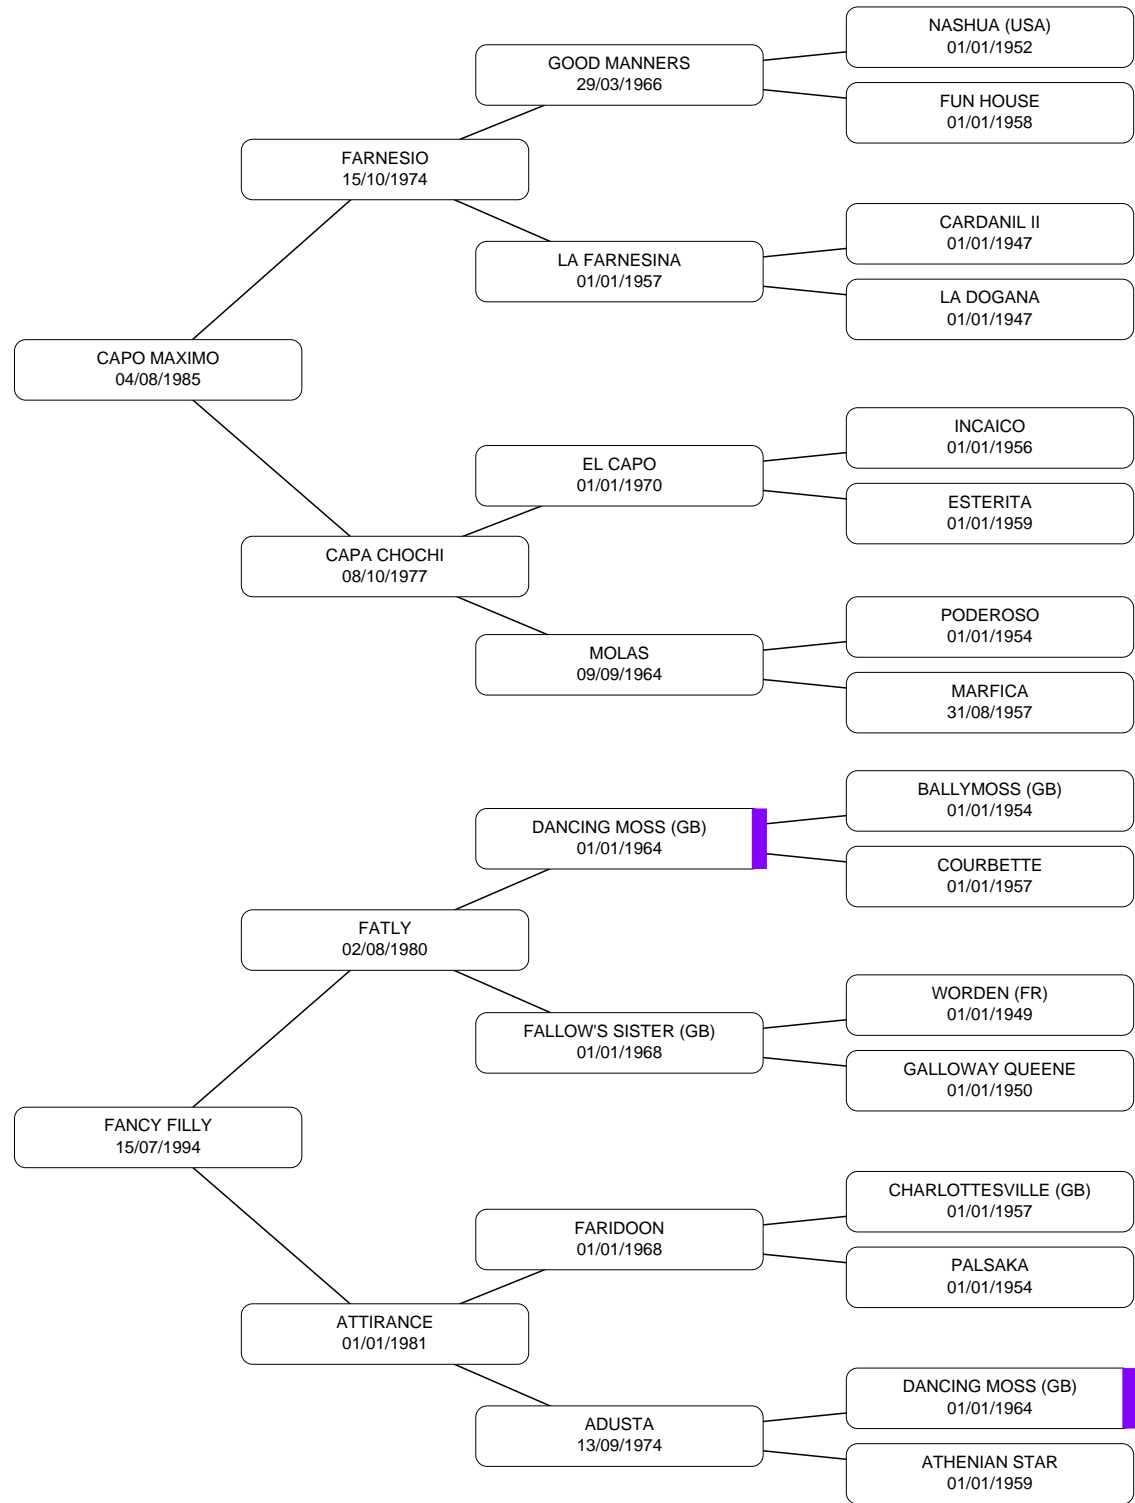 NASHUA (USA)
01/01/1952
GOOD MANNERS
29/03/1966
FUN HOUSE
01/01/1958
FARNESIO
15/10/1974
CARDANIL II
01/01/1947
LA FARNESINA
01/01/1957
LA DOGANA
01/01/1947
CAPO MAXIMO
04/08/1985
INCAICO
01/01/1956
EL CAPO
01/01/1970
ESTERITA
01/01/1959
CAPA CHOCHI
08/10/1977
PODEROSO
01/01/1954
MOLAS
09/09/1964
MARFICA
31/08/1957
BALLYMOSS (GB)
01/01/1954
DANCING MOSS (GB)
01/01/1964
COURBETTE
01/01/1957
FATLY
02/08/1980
WORDEN (FR)
01/01/1949
FALLOW'S SISTER (GB)
01/01/1968
GALLOWAY QUEENE
01/01/1950
FANCY FILLY
15/07/1994
CHARLOTTESVILLE (GB)
01/01/1957
FARIDOON
01/01/1968
PALSAKA
01/01/1954
ATTIRANCE
01/01/1981
DANCING MOSS (GB)
01/01/1964
ADUSTA
13/09/1974
ATHENIAN STAR
01/01/1959